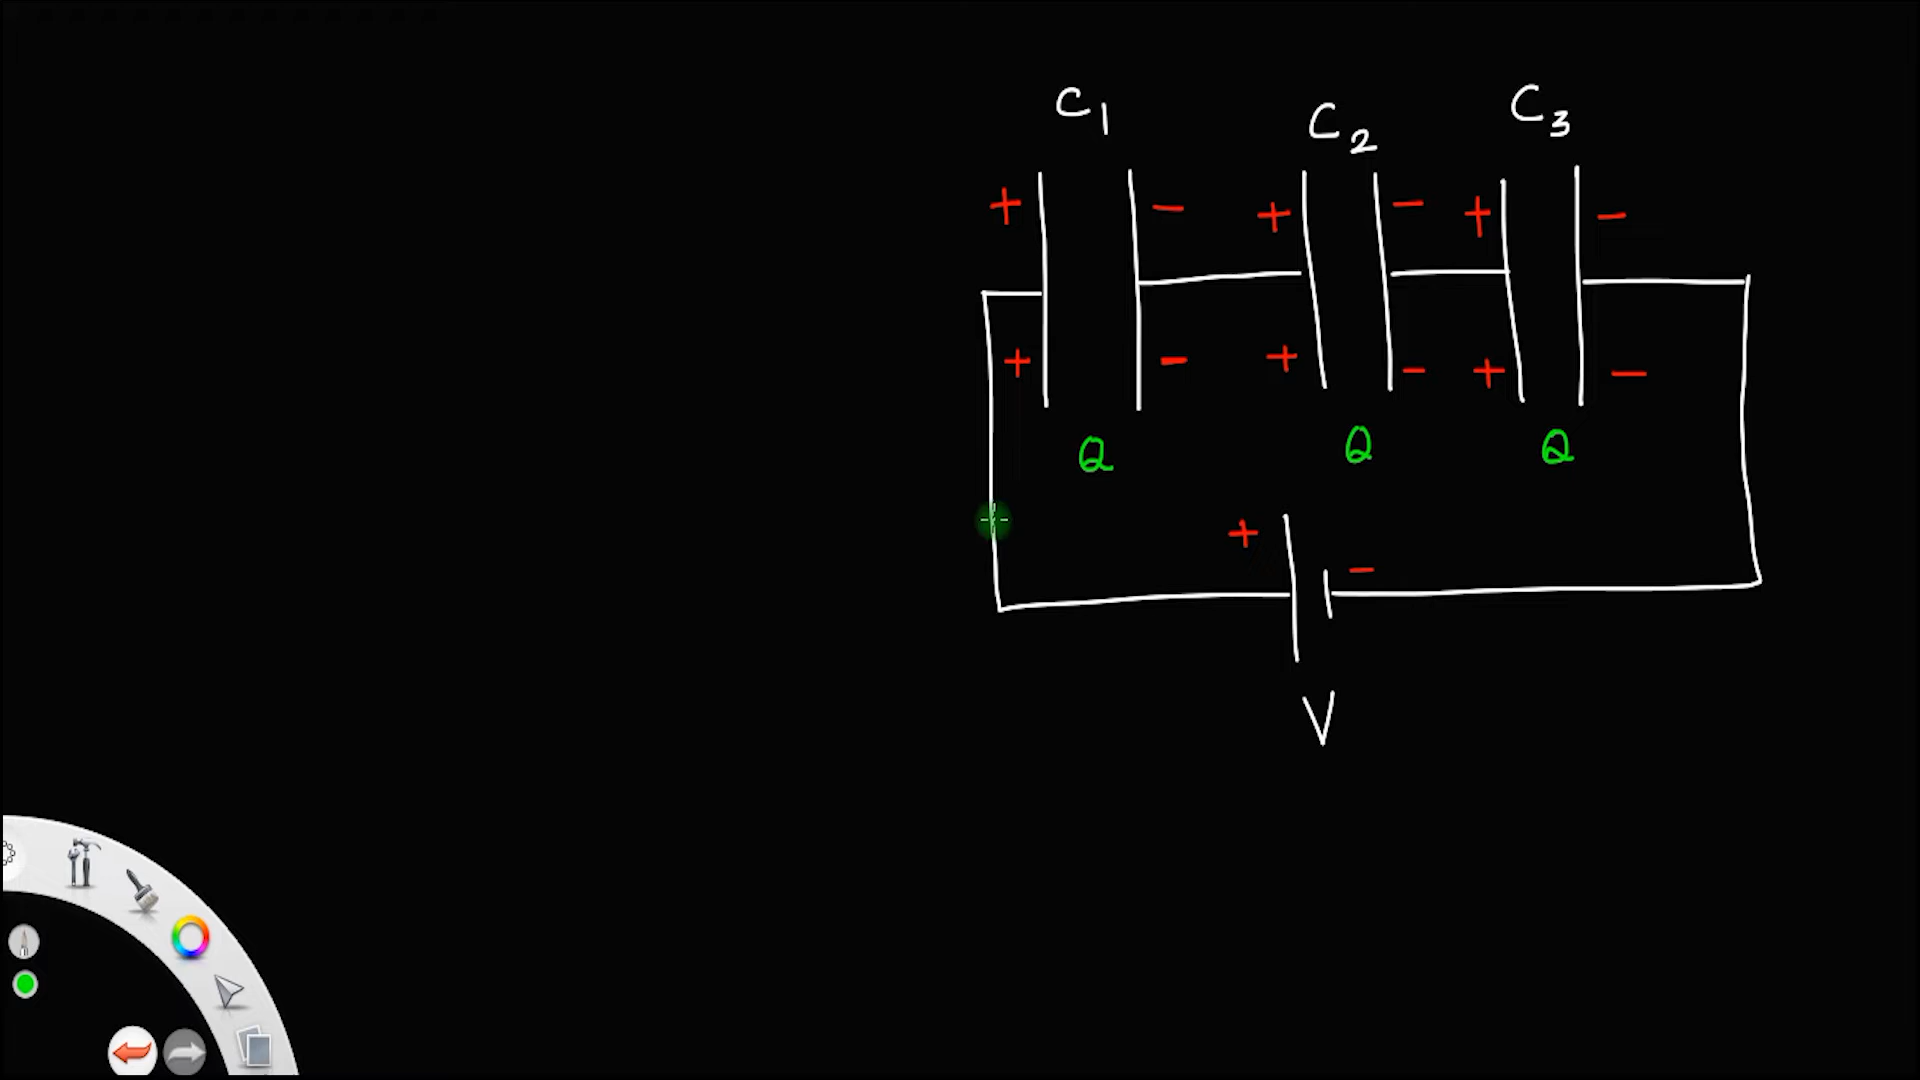 C1 C2 C3
+ - + - + -
+ - + - + -
Q Q Q
+ -
V